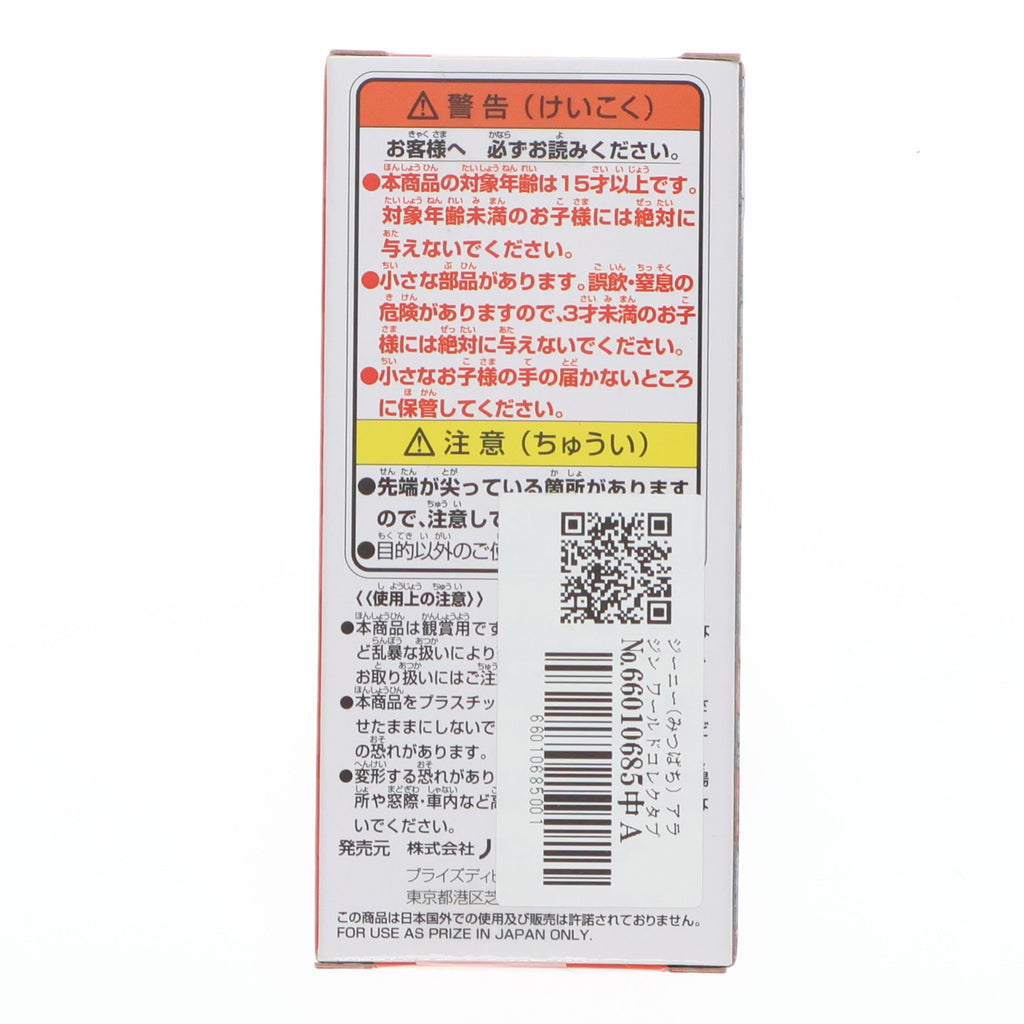 警告(けいこく)
お客様へ 必ずお読みください。
●本商品の対象年齢は15才以上です。
対象年齢未満のお子様には絶対に
与えないでください。
●小さな部品があります。誤飲・窒息の
危険がありますので、3才未満のお子
様には絶対に与えないでください。
●小さなお子様の手の届かないところ
に保管してください。
注意(ちゅうい)
●先端が尖っている箇所があります
ので、注意して
●目的以外のご使
《使用上の注意》
●本商品は観賞用です
ど乱暴な扱いにより
お取り扱いにはご注
●本商品をプラスチッ
せたままにしないで
の恐れがあります。
●変形する恐れがあり
所や窓際・車内など高
いでください。
発売元 株式会社
プライズディビ
東京都港区芝
この商品は日本国外での使用及び販売は許諾されておりません。
FOR USE AS PRIZE IN JAPAN ONLY.
ジーニー(みつばち) アラ
ジン ワールドコレクタブ
No.66010685中A
66010685001